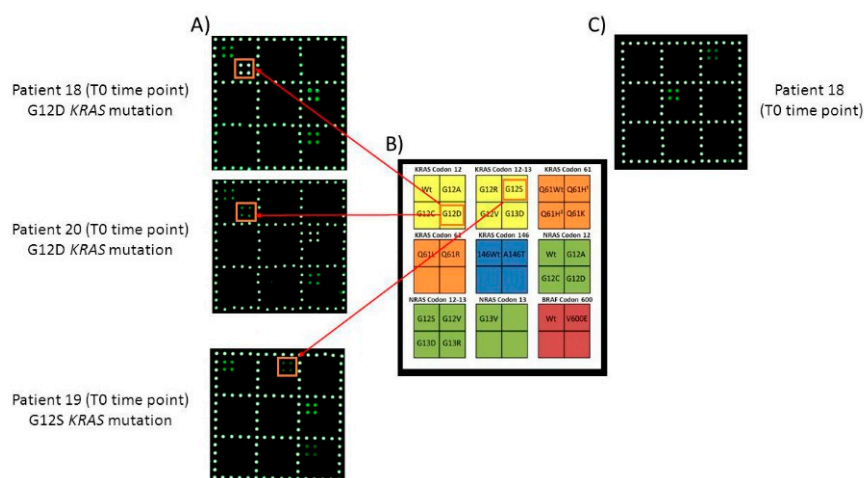 A)
Patient 18 (T0 time point)
G12D KRAS mutation
Patient 20 (T0 time point)
G12D KRAS mutation
Patient 19 (T0 time point)
G12S KRAS mutation
B)
KRAS Codon 12 KRAS Codon 12-13 KRAS Codon 61
Wt G12A G12R G12S Q61Wt Q61H¹
G12C G12D G12V G13D Q61H² Q61K
KRAS Codon 61 KRAS Codon 146 NRAS Codon 12
Q61L Q61R 146Wt A146T Wt G12A
G12C G12D
NRAS Codon 12-13 NRAS Codon 13 BRAF Codon 600
G12S G12V G13V Wt V600E
G13D G13R
C)
Patient 18
(T0 time point)